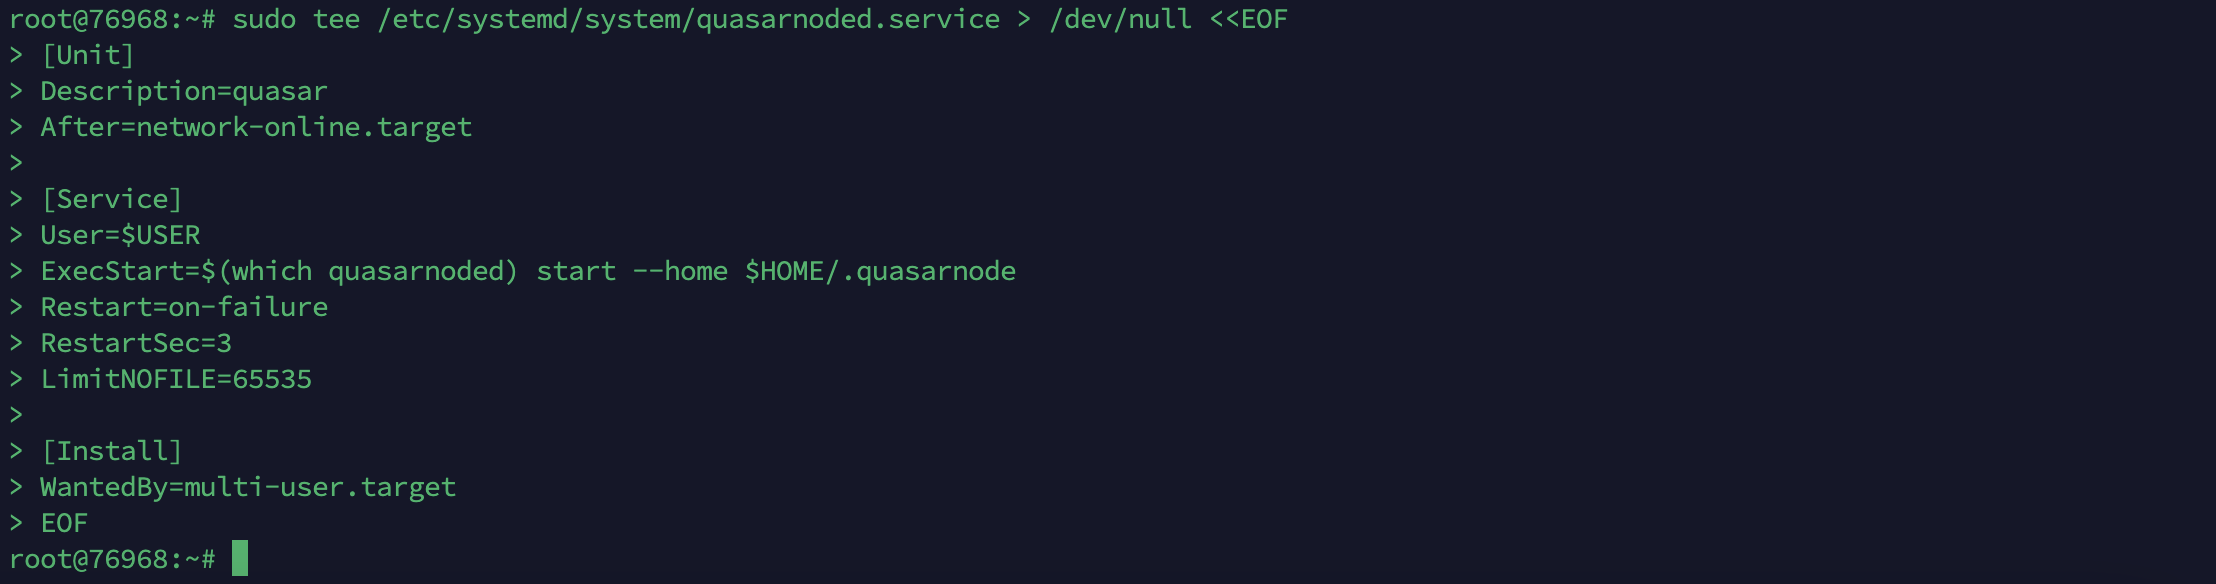 root@76968:~# sudo tee /etc/systemd/system/quasarnoded.service > /dev/null <<EOF
> [Unit]
> Description=quasar
> After=network-online.target
>
> [Service]
> User=$USER
> ExecStart=$(which quasarnoded) start --home $HOME/.quasarnode
> Restart=on-failure
> RestartSec=3
> LimitNOFILE=65535
>
> [Install]
> WantedBy=multi-user.target
> EOF
root@76968:~#